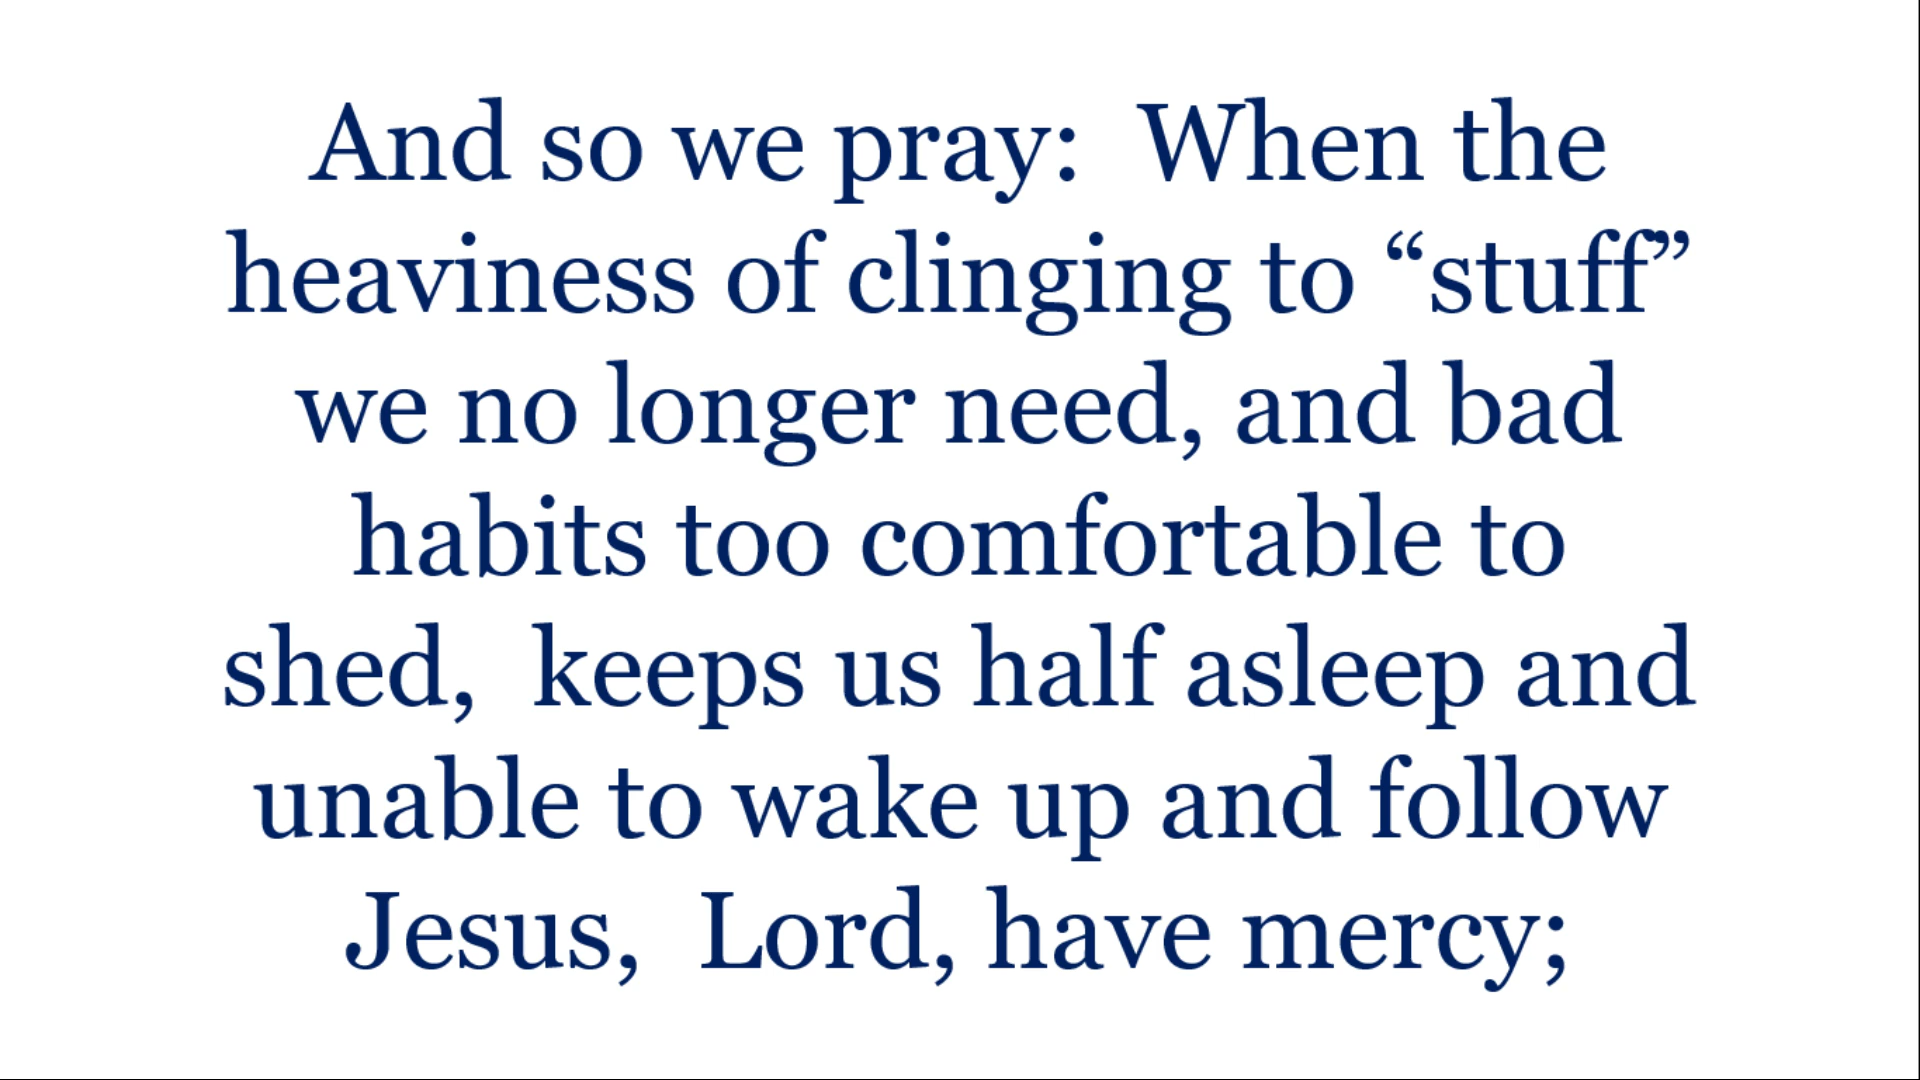 And so we pray:  When the
heaviness of clinging to “stuff”
we no longer need, and bad
habits too comfortable to
shed,  keeps us half asleep and
unable to wake up and follow
Jesus,  Lord, have mercy;